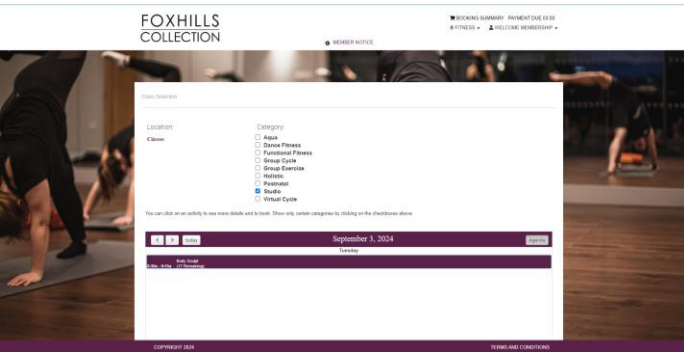 FOXHILLS
COLLECTION
BOOKING SUMMARY PAYMENT DUE £0.00
FITNESS
WELCOME MEMBERSHIP
MEMBER NOTICE
Class Selection
Location
Category
Classes
Aqua
Dance Fitness
Functional Fitness
Group Cycle
Group Exercise
Holistic
Postnatal
Studio
Virtual Cycle
You can click on an activity to see more details and to book. Show only certain categories by clicking on the checkboxes above.
today
September 3, 2024
Agenda
Tuesday
Body Sculpt
(17 Remaining)
COPYRIGHT 2024
TERMS AND CONDITIONS